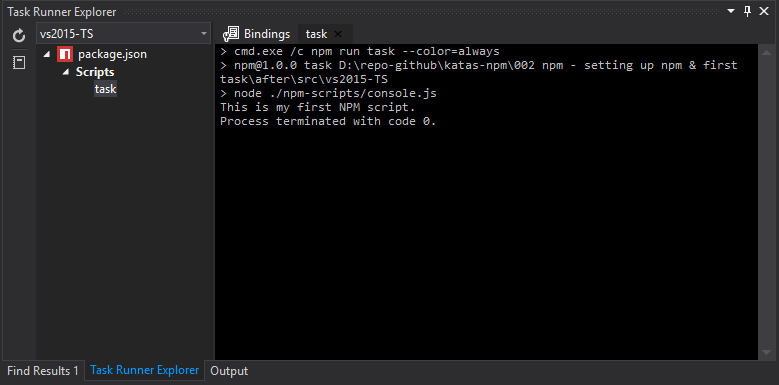 Task Runner Explorer
vs2015-TS
package.json
Scripts
task
Bindings
task
> cmd.exe /c npm run task --color=always
> npm@1.0.0 task D:\repo-github\katas-npm\002 npm - setting up npm & first
task\after\src\vs2015-TS
> node ./npm-scripts/console.js
This is my first NPM script.
Process terminated with code 0.
Find Results 1
Task Runner Explorer
Output